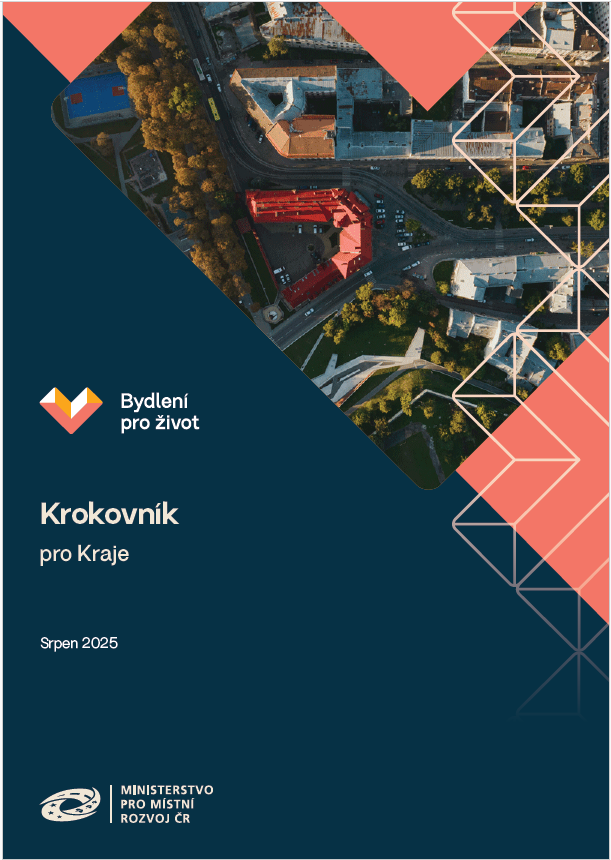 Bydlení
pro život
Krokovník
pro Kraje
Srpen 2025
MINISTERSTVO
PRO MÍSTNÍ
ROZVOJ ČR